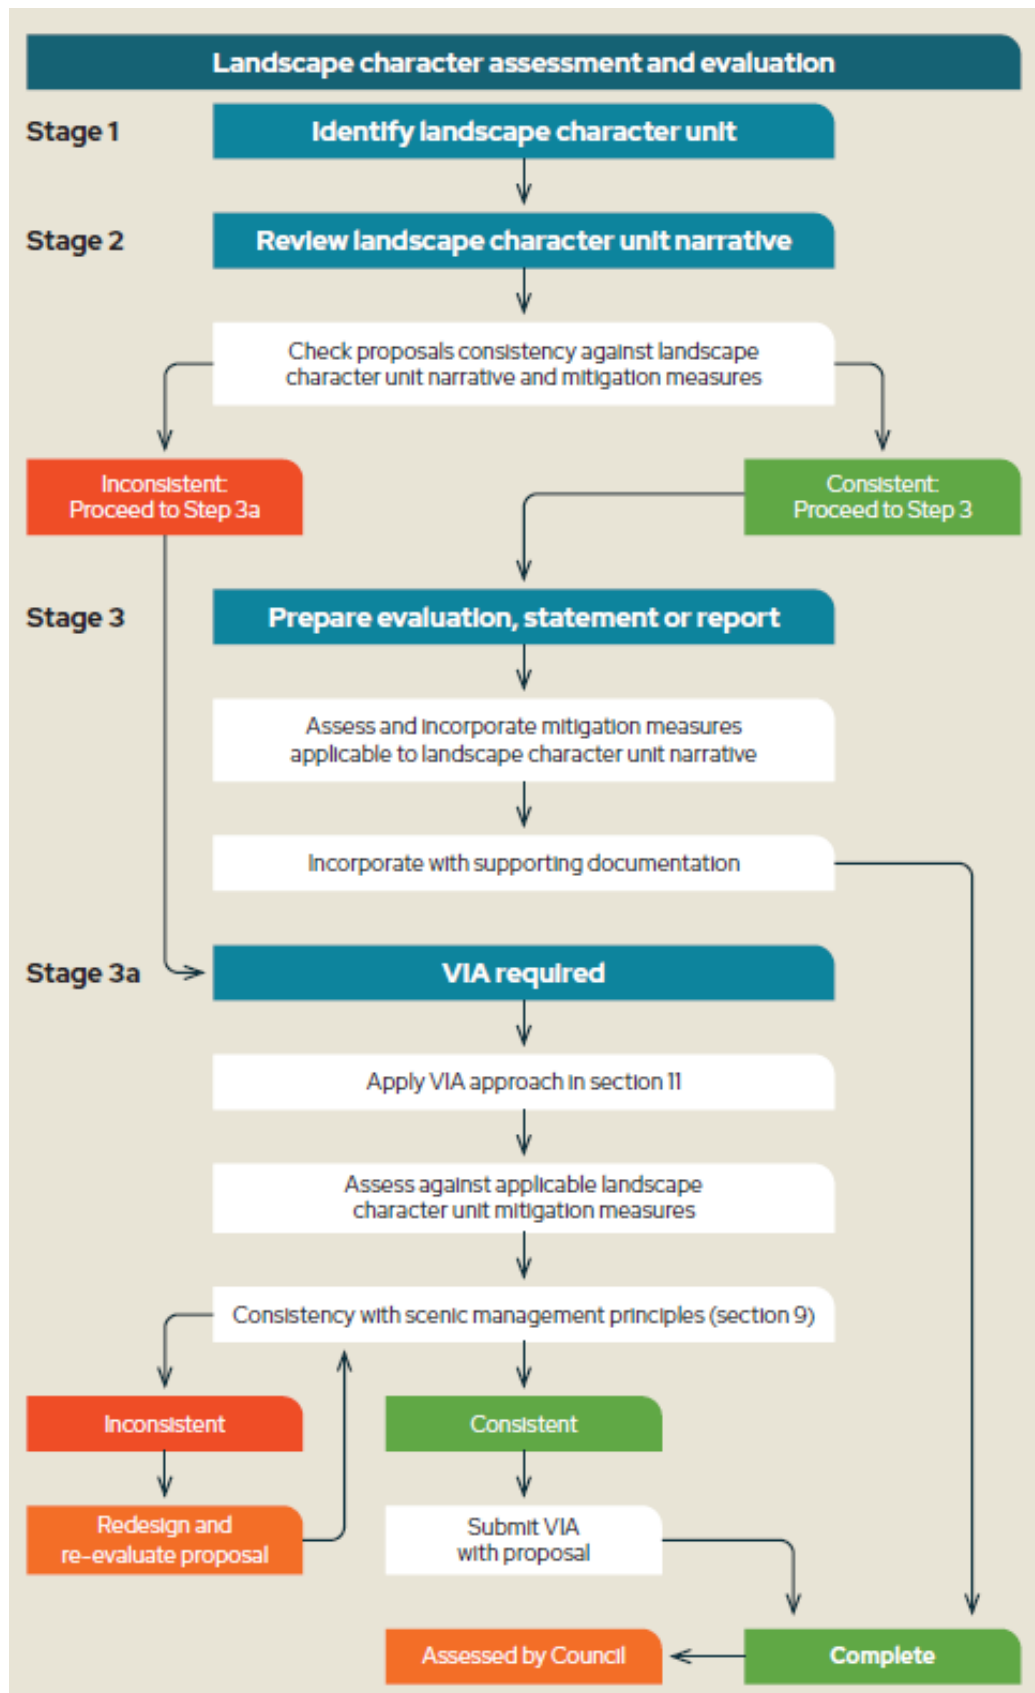 Landscape character assessment and evaluation
Stage 1
Identify landscape character unit
Stage 2
Review landscape character unit narrative
Check proposals consistency against landscape
character unit narrative and mitigation measures
Inconsistent:
Proceed to Step 3a
Consistent:
Proceed to Step 3
Stage 3
Prepare evaluation, statement or report
Assess and incorporate mitigation measures
applicable to landscape character unit narrative
Incorporate with supporting documentation
Stage 3a
VIA required
Apply VIA approach in section 11
Assess against applicable landscape
character unit mitigation measures
Consistency with scenic management principles (section 9)
Inconsistent
Consistent
Redesign and
re-evaluate proposal
Submit VIA
with proposal
Assessed by Council
Complete